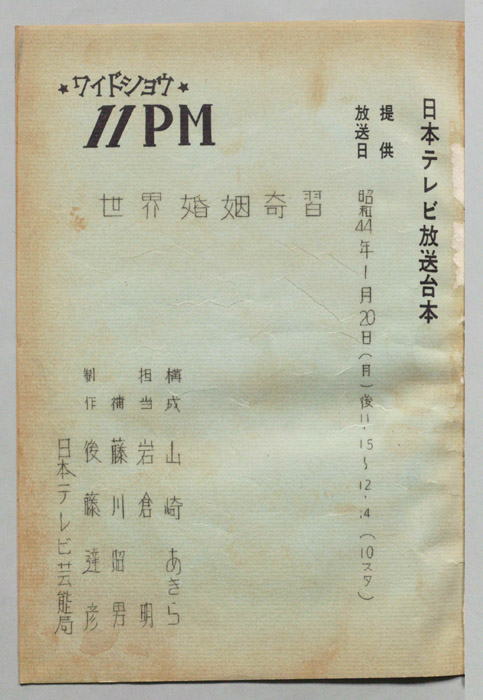 日本テレビ放送台本
提供
放送日 昭和44年1月20日(月)後11.15〜12.14(10スタ)
★ワイドショウ★
11PM
世界婚姻奇習
構成 山崎あきら
担当 岩倉明
補 藤川昭男
制作 後藤達彦
日本テレビ芸能局